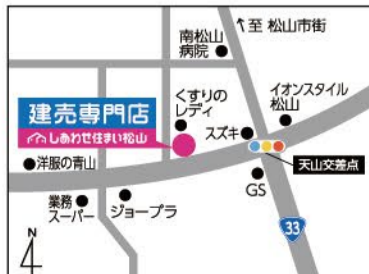 至 松山市街
南松山
病院
イオンスタイル
松山
くすりの
レディ
建売専門店
しあわせ住まい松山
スズキ
天山交差点
洋服の青山
GS
業務
スーパー
ジョープラ
33
N
4